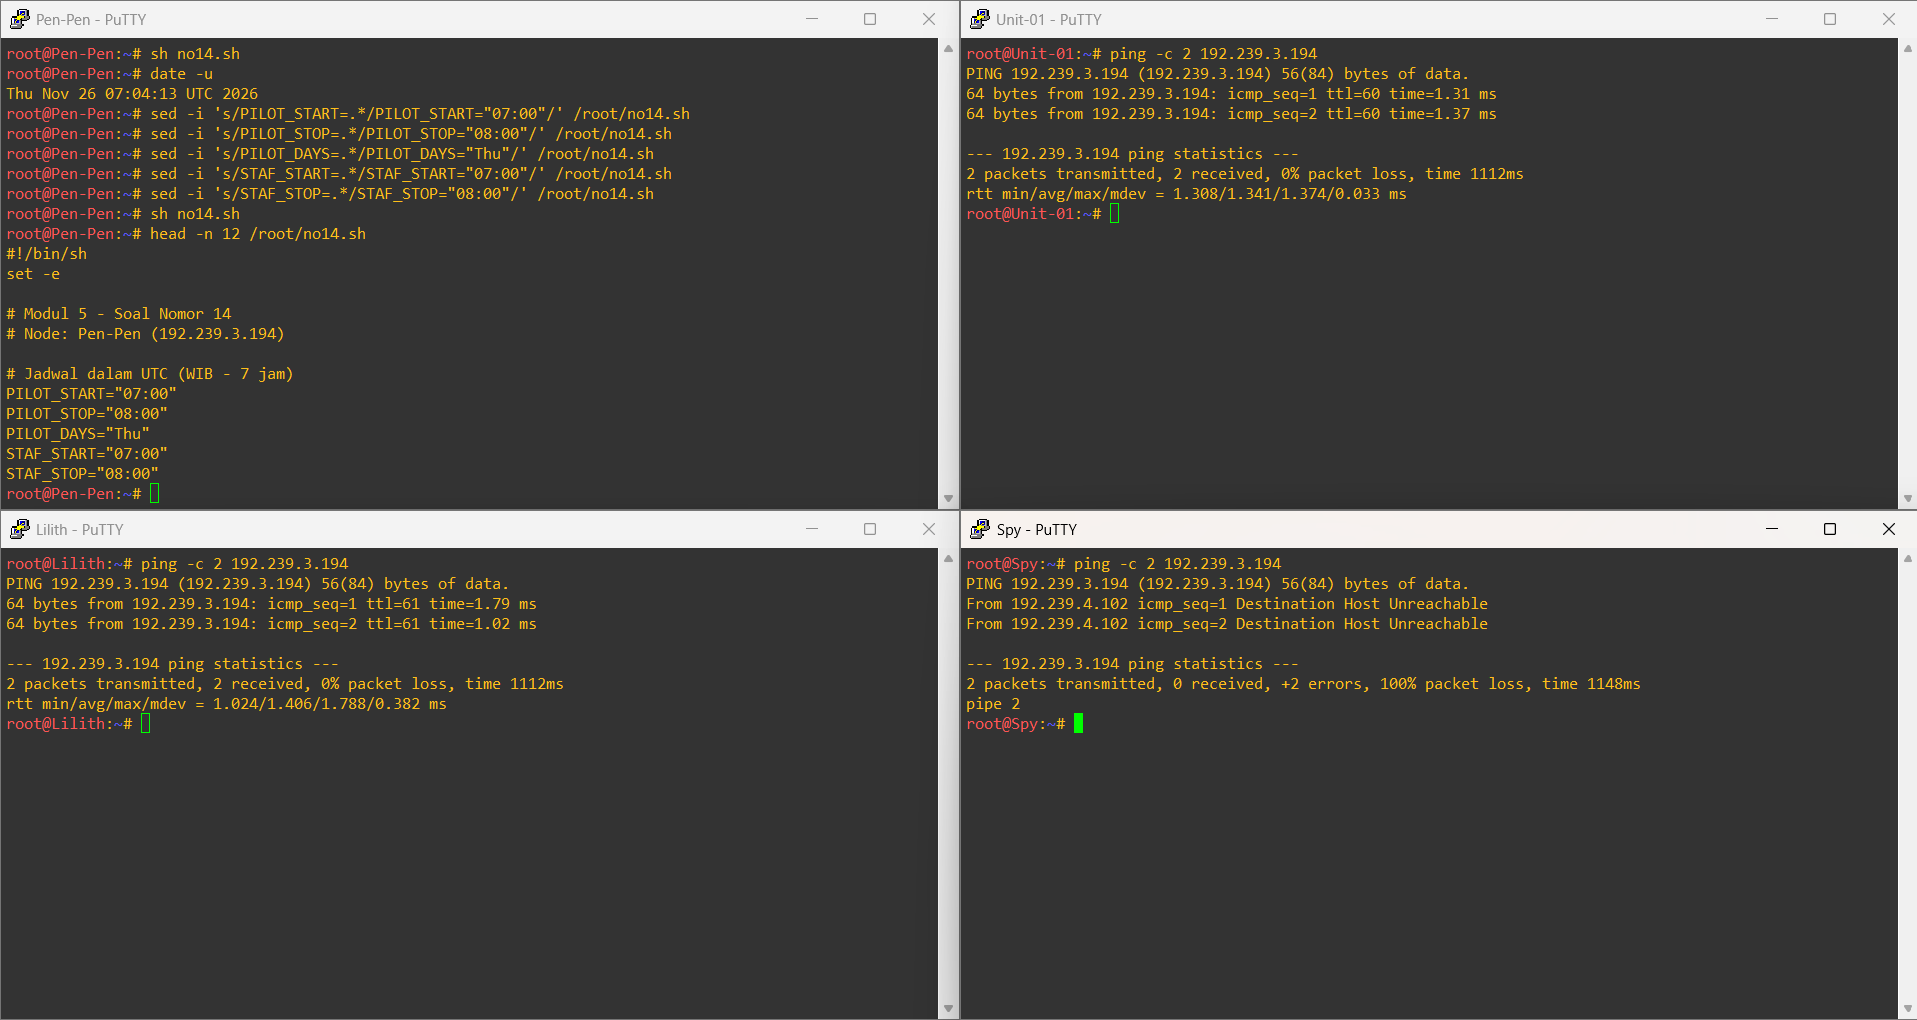 Pen-Pen - PuTTY
root@Pen-Pen:~# sh no14.sh
root@Pen-Pen:~# date -u
Thu Nov 26 07:04:13 UTC 2026
root@Pen-Pen:~# sed -i 's/PILOT_START=.*/PILOT_START="07:00"/' /root/no14.sh
root@Pen-Pen:~# sed -i 's/PILOT_STOP=.*/PILOT_STOP="08:00"/' /root/no14.sh
root@Pen-Pen:~# sed -i 's/PILOT_DAYS=.*/PILOT_DAYS="Thu"/' /root/no14.sh
root@Pen-Pen:~# sed -i 's/STAF_START=.*/STAF_START="07:00"/' /root/no14.sh
root@Pen-Pen:~# sed -i 's/STAF_STOP=.*/STAF_STOP="08:00"/' /root/no14.sh
root@Pen-Pen:~# sh no14.sh
root@Pen-Pen:~# head -n 12 /root/no14.sh
#!/bin/sh
set -e

# Modul 5 - Soal Nomor 14
# Node: Pen-Pen (192.239.3.194)

# Jadwal dalam UTC (WIB - 7 jam)
PILOT_START="07:00"
PILOT_STOP="08:00"
PILOT_DAYS="Thu"
STAF_START="07:00"
STAF_STOP="08:00"
root@Pen-Pen:~#
Unit-01 - PuTTY
root@Unit-01:~# ping -c 2 192.239.3.194
PING 192.239.3.194 (192.239.3.194) 56(84) bytes of data.
64 bytes from 192.239.3.194: icmp_seq=1 ttl=60 time=1.31 ms
64 bytes from 192.239.3.194: icmp_seq=2 ttl=60 time=1.37 ms

--- 192.239.3.194 ping statistics ---
2 packets transmitted, 2 received, 0% packet loss, time 1112ms
rtt min/avg/max/mdev = 1.308/1.341/1.374/0.033 ms
root@Unit-01:~#
Lilith - PuTTY
root@Lilith:~# ping -c 2 192.239.3.194
PING 192.239.3.194 (192.239.3.194) 56(84) bytes of data.
64 bytes from 192.239.3.194: icmp_seq=1 ttl=61 time=1.79 ms
64 bytes from 192.239.3.194: icmp_seq=2 ttl=61 time=1.02 ms

--- 192.239.3.194 ping statistics ---
2 packets transmitted, 2 received, 0% packet loss, time 1112ms
rtt min/avg/max/mdev = 1.024/1.406/1.788/0.382 ms
root@Lilith:~#
Spy - PuTTY
root@Spy:~# ping -c 2 192.239.3.194
PING 192.239.3.194 (192.239.3.194) 56(84) bytes of data.
From 192.239.4.102 icmp_seq=1 Destination Host Unreachable
From 192.239.4.102 icmp_seq=2 Destination Host Unreachable

--- 192.239.3.194 ping statistics ---
2 packets transmitted, 0 received, +2 errors, 100% packet loss, time 1148ms
pipe 2
root@Spy:~#